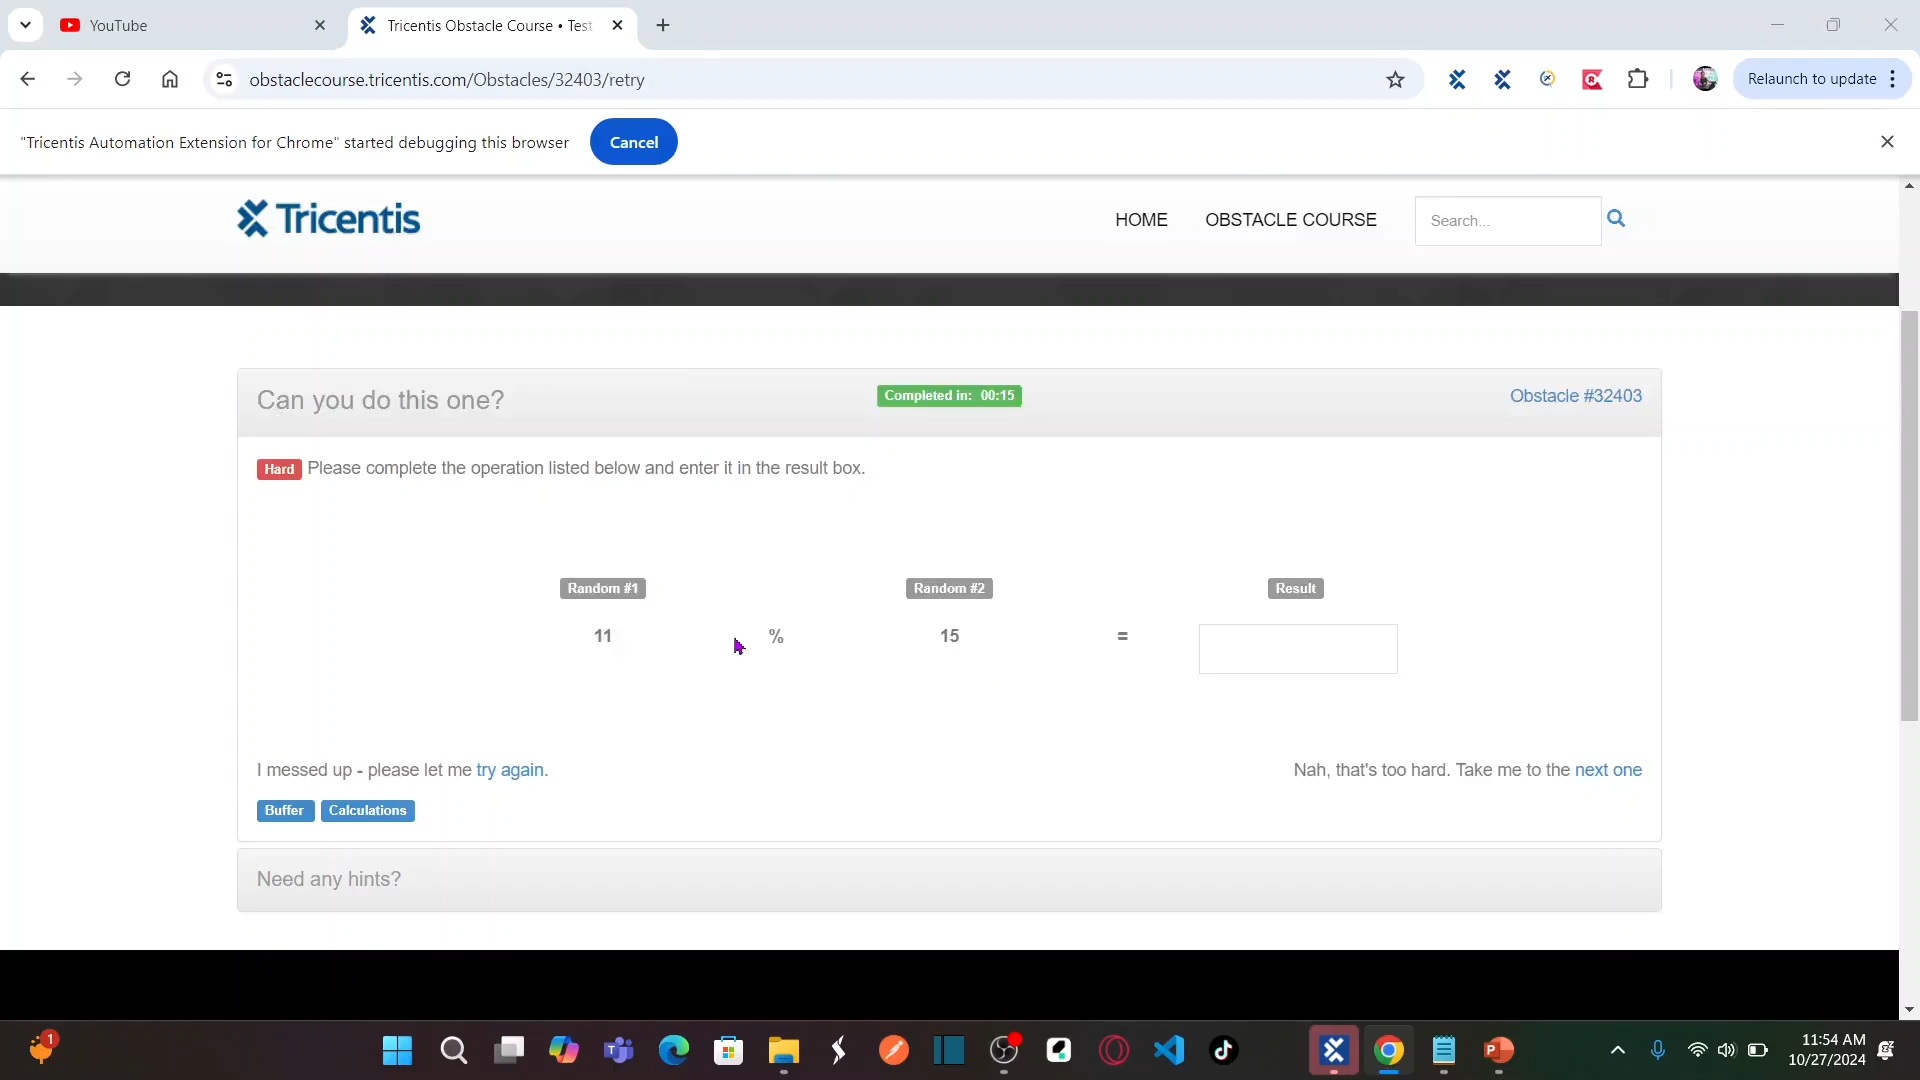 YouTube
Tricentis Obstacle Course • Test
obstaclecourse.tricentis.com/Obstacles/32403/retry
Relaunch to update
"Tricentis Automation Extension for Chrome" started debugging this browser
Cancel
Tricentis
HOME
OBSTACLE COURSE
Search...
Can you do this one?
Completed in: 00:15
Obstacle #32403
Hard Please complete the operation listed below and enter it in the result box.
Random #1
Random #2
Result
11 % 15 =
I messed up - please let me try again.
Nah, that's too hard. Take me to the next one
Buffer Calculations
Need any hints?
1
11:54 AM
10/27/2024